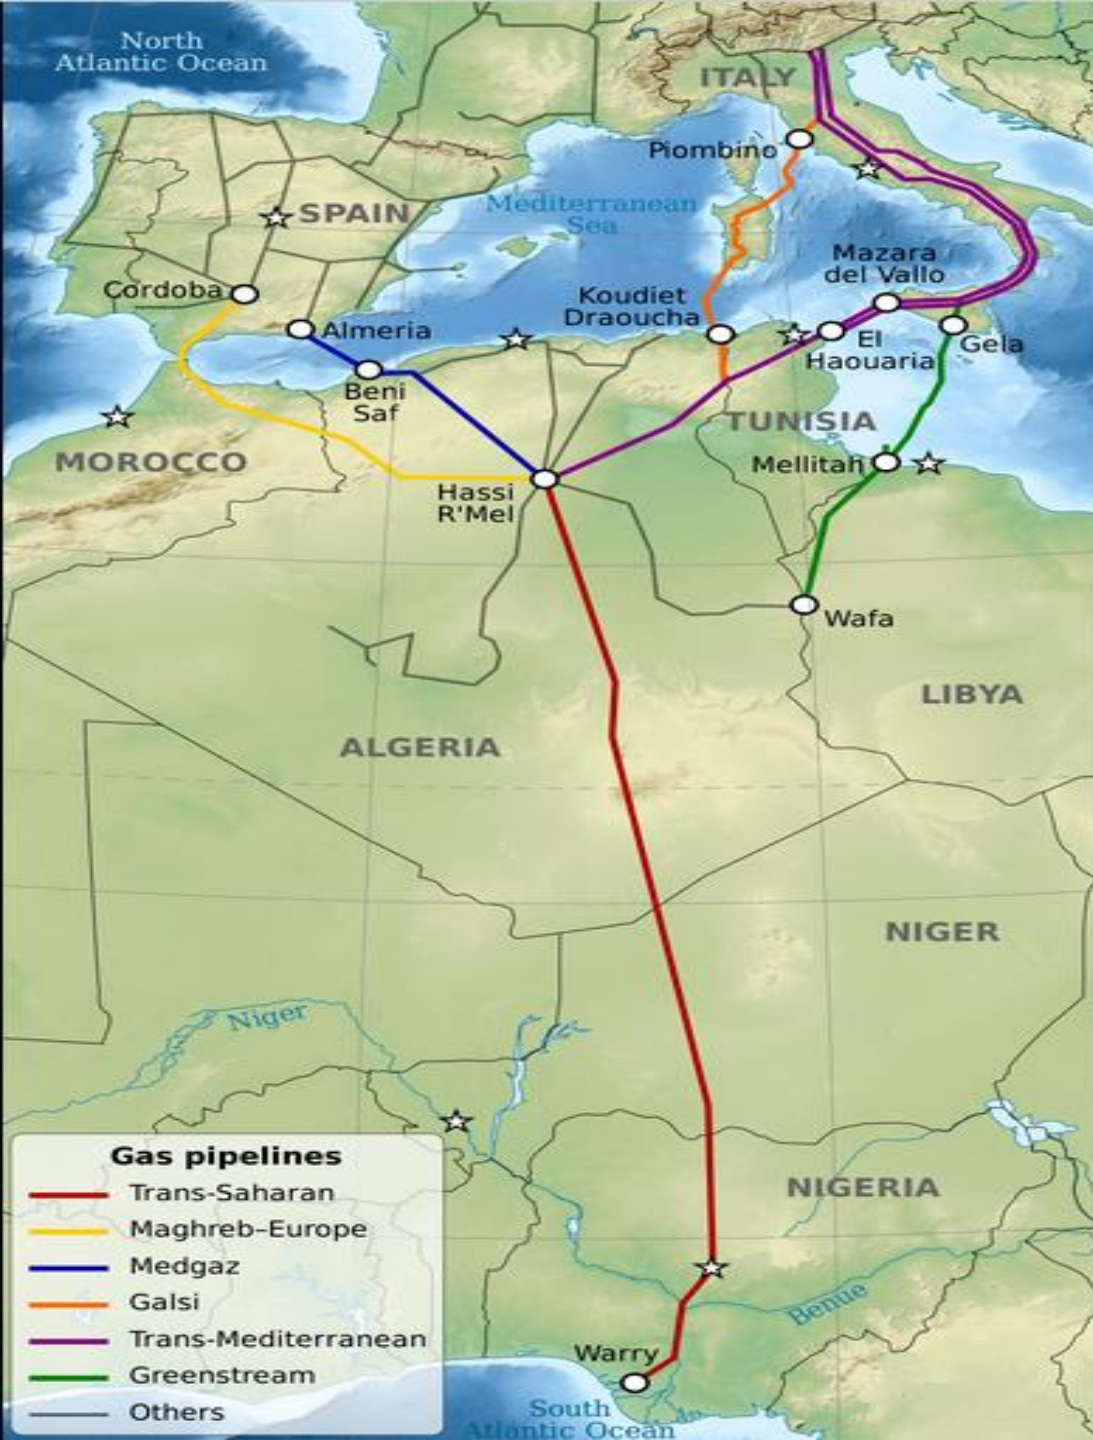 North
Atlantic Ocean
ITALY
Piombino
SPAIN
Mediterranean
Sea
Mazara
del Vallo
Cordoba
Koudiet
Draoucha
Almeria
El
Haouaria
Gela
Beni
Saf
TUNISIA
MOROCCO
Mellitah
Hassi
R'Mel
Wafa
LIBYA
ALGERIA
NIGER
Niger
NIGERIA
Benue
Warry
South
Atlantic Ocean
Gas pipelines
Trans-Saharan
Maghreb–Europe
Medgaz
Galsi
Trans-Mediterranean
Greenstream
Others